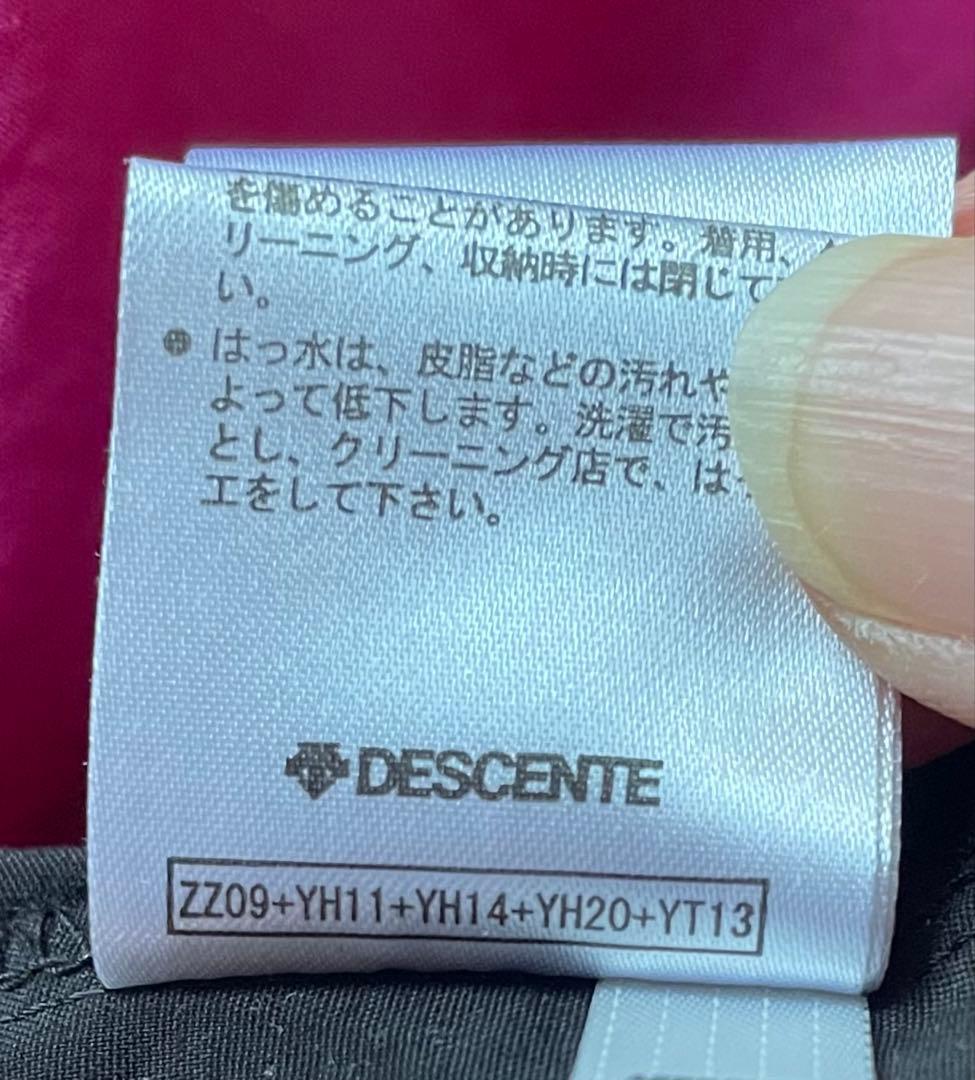 を傷めることがあります。着用、
リーニング、収納時には閉じて
い。
はっ水は、皮脂などの汚れや
よって低下します。洗濯で汚
とし、クリーニング店で、はっ
工をして下さい。
DESCENTE
ZZ09+YH11+YH14+YH20+YT13